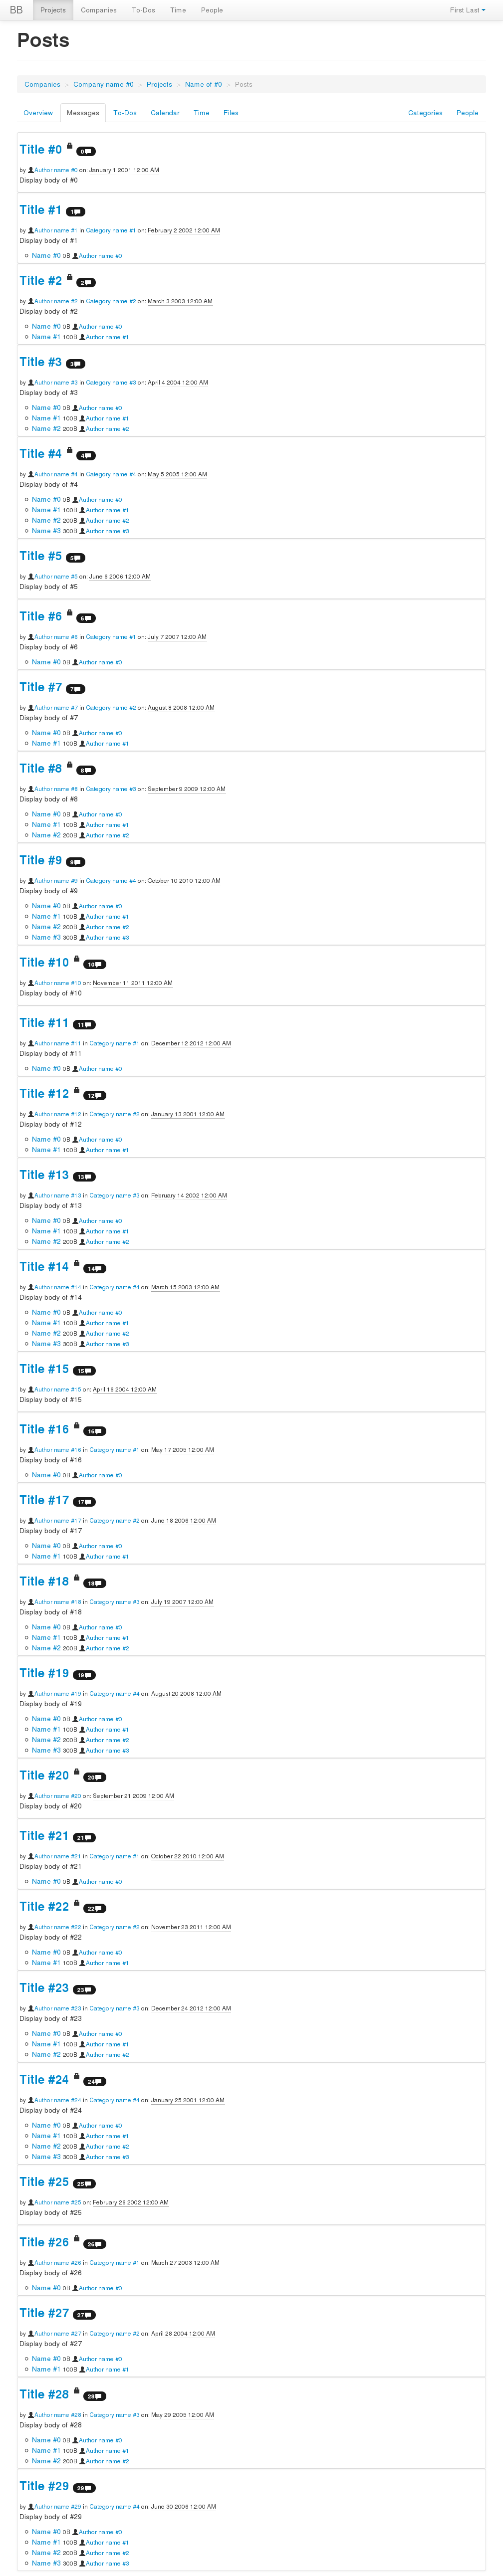 BB Projects Companies To-Dos Time People First Last
Posts
Companies > Company name #0 > Projects > Name of #0 > Posts
Overview Messages To-Dos Calendar Time Files Categories People
Title #0 0
by Author name #0 on: January 1 2001 12:00 AM
Display body of #0
Title #1 1
by Author name #1 in Category name #1 on: February 2 2002 12:00 AM
Display body of #1
Name #0 0B Author name #0
Title #2 2
by Author name #2 in Category name #2 on: March 3 2003 12:00 AM
Display body of #2
Name #0 0B Author name #0
Name #1 100B Author name #1
Title #3 3
by Author name #3 in Category name #3 on: April 4 2004 12:00 AM
Display body of #3
Name #0 0B Author name #0
Name #1 100B Author name #1
Name #2 200B Author name #2
Title #4 4
by Author name #4 in Category name #4 on: May 5 2005 12:00 AM
Display body of #4
Name #0 0B Author name #0
Name #1 100B Author name #1
Name #2 200B Author name #2
Name #3 300B Author name #3
Title #5 5
by Author name #5 on: June 6 2006 12:00 AM
Display body of #5
Title #6 6
by Author name #6 in Category name #1 on: July 7 2007 12:00 AM
Display body of #6
Name #0 0B Author name #0
Title #7 7
by Author name #7 in Category name #2 on: August 8 2008 12:00 AM
Display body of #7
Name #0 0B Author name #0
Name #1 100B Author name #1
Title #8 8
by Author name #8 in Category name #3 on: September 9 2009 12:00 AM
Display body of #8
Name #0 0B Author name #0
Name #1 100B Author name #1
Name #2 200B Author name #2
Title #9 9
by Author name #9 in Category name #4 on: October 10 2010 12:00 AM
Display body of #9
Name #0 0B Author name #0
Name #1 100B Author name #1
Name #2 200B Author name #2
Name #3 300B Author name #3
Title #10 10
by Author name #10 on: November 11 2011 12:00 AM
Display body of #10
Title #11 11
by Author name #11 in Category name #1 on: December 12 2012 12:00 AM
Display body of #11
Name #0 0B Author name #0
Title #12 12
by Author name #12 in Category name #2 on: January 13 2001 12:00 AM
Display body of #12
Name #0 0B Author name #0
Name #1 100B Author name #1
Title #13 13
by Author name #13 in Category name #3 on: February 14 2002 12:00 AM
Display body of #13
Name #0 0B Author name #0
Name #1 100B Author name #1
Name #2 200B Author name #2
Title #14 14
by Author name #14 in Category name #4 on: March 15 2003 12:00 AM
Display body of #14
Name #0 0B Author name #0
Name #1 100B Author name #1
Name #2 200B Author name #2
Name #3 300B Author name #3
Title #15 15
by Author name #15 on: April 16 2004 12:00 AM
Display body of #15
Title #16 16
by Author name #16 in Category name #1 on: May 17 2005 12:00 AM
Display body of #16
Name #0 0B Author name #0
Title #17 17
by Author name #17 in Category name #2 on: June 18 2006 12:00 AM
Display body of #17
Name #0 0B Author name #0
Name #1 100B Author name #1
Title #18 18
by Author name #18 in Category name #3 on: July 19 2007 12:00 AM
Display body of #18
Name #0 0B Author name #0
Name #1 100B Author name #1
Name #2 200B Author name #2
Title #19 19
by Author name #19 in Category name #4 on: August 20 2008 12:00 AM
Display body of #19
Name #0 0B Author name #0
Name #1 100B Author name #1
Name #2 200B Author name #2
Name #3 300B Author name #3
Title #20 20
by Author name #20 on: September 21 2009 12:00 AM
Display body of #20
Title #21 21
by Author name #21 in Category name #1 on: October 22 2010 12:00 AM
Display body of #21
Name #0 0B Author name #0
Title #22 22
by Author name #22 in Category name #2 on: November 23 2011 12:00 AM
Display body of #22
Name #0 0B Author name #0
Name #1 100B Author name #1
Title #23 23
by Author name #23 in Category name #3 on: December 24 2012 12:00 AM
Display body of #23
Name #0 0B Author name #0
Name #1 100B Author name #1
Name #2 200B Author name #2
Title #24 24
by Author name #24 in Category name #4 on: January 25 2001 12:00 AM
Display body of #24
Name #0 0B Author name #0
Name #1 100B Author name #1
Name #2 200B Author name #2
Name #3 300B Author name #3
Title #25 25
by Author name #25 on: February 26 2002 12:00 AM
Display body of #25
Title #26 26
by Author name #26 in Category name #1 on: March 27 2003 12:00 AM
Display body of #26
Name #0 0B Author name #0
Title #27 27
by Author name #27 in Category name #2 on: April 28 2004 12:00 AM
Display body of #27
Name #0 0B Author name #0
Name #1 100B Author name #1
Title #28 28
by Author name #28 in Category name #3 on: May 29 2005 12:00 AM
Display body of #28
Name #0 0B Author name #0
Name #1 100B Author name #1
Name #2 200B Author name #2
Title #29 29
by Author name #29 in Category name #4 on: June 30 2006 12:00 AM
Display body of #29
Name #0 0B Author name #0
Name #1 100B Author name #1
Name #2 200B Author name #2
Name #3 300B Author name #3